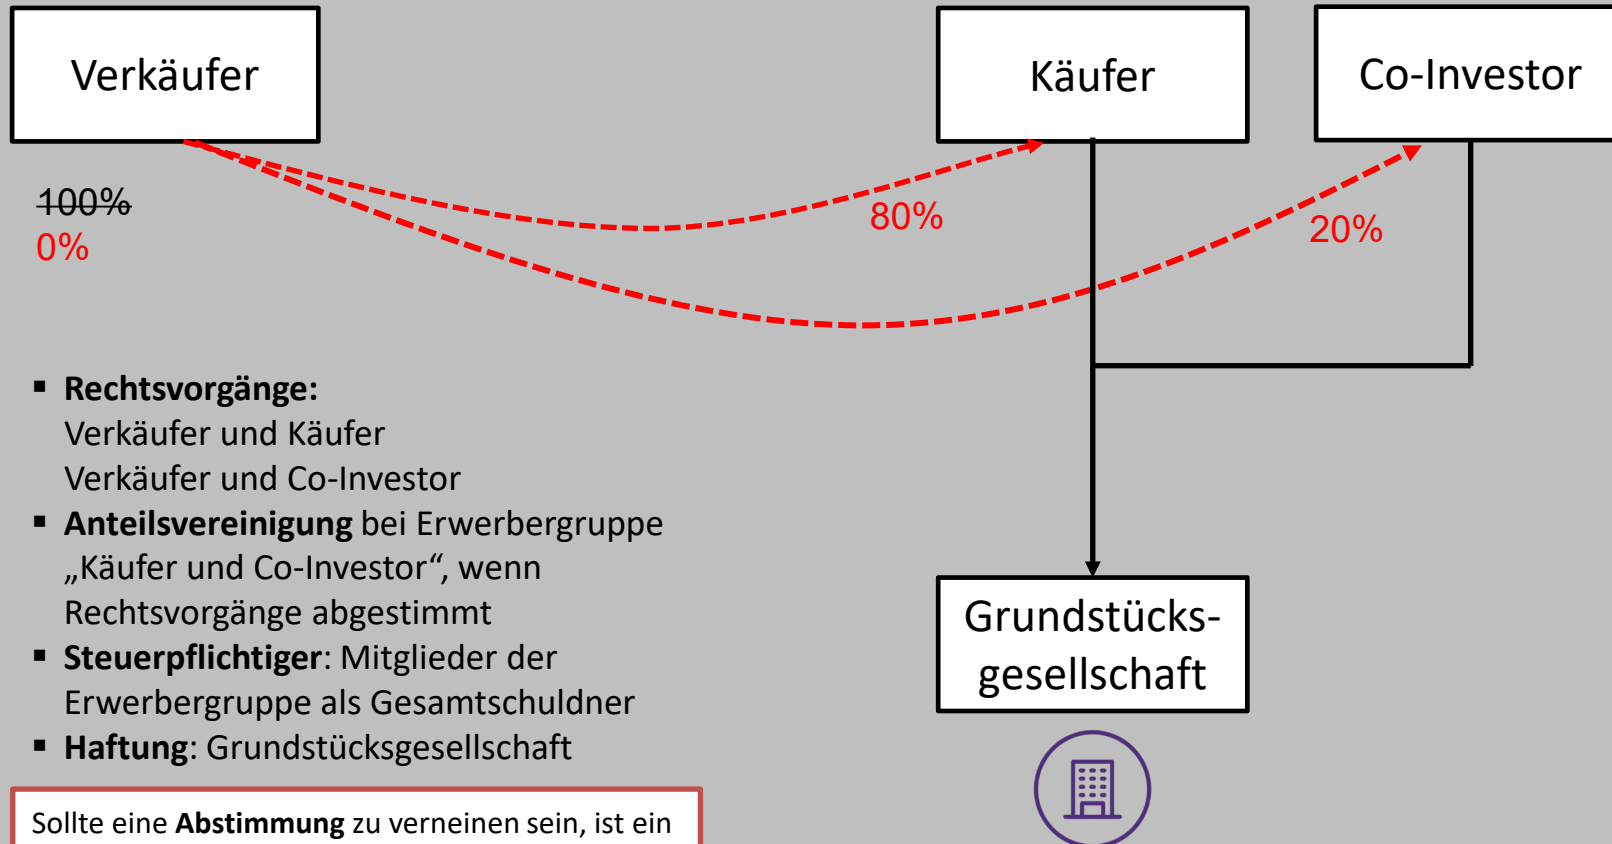 Verkäufer
Käufer
Co-Investor
100%
0%
80%
20%
▪ Rechtsvorgänge:
Verkäufer und Käufer
Verkäufer und Co-Investor
▪ Anteilsvereinigung bei Erwerbergruppe
„Käufer und Co-Investor“, wenn
Rechtsvorgänge abgestimmt
▪ Steuerpflichtiger: Mitglieder der
Erwerbergruppe als Gesamtschuldner
▪ Haftung: Grundstücksgesellschaft
Grundstücks-
gesellschaft
Sollte eine Abstimmung zu verneinen sein, ist ein